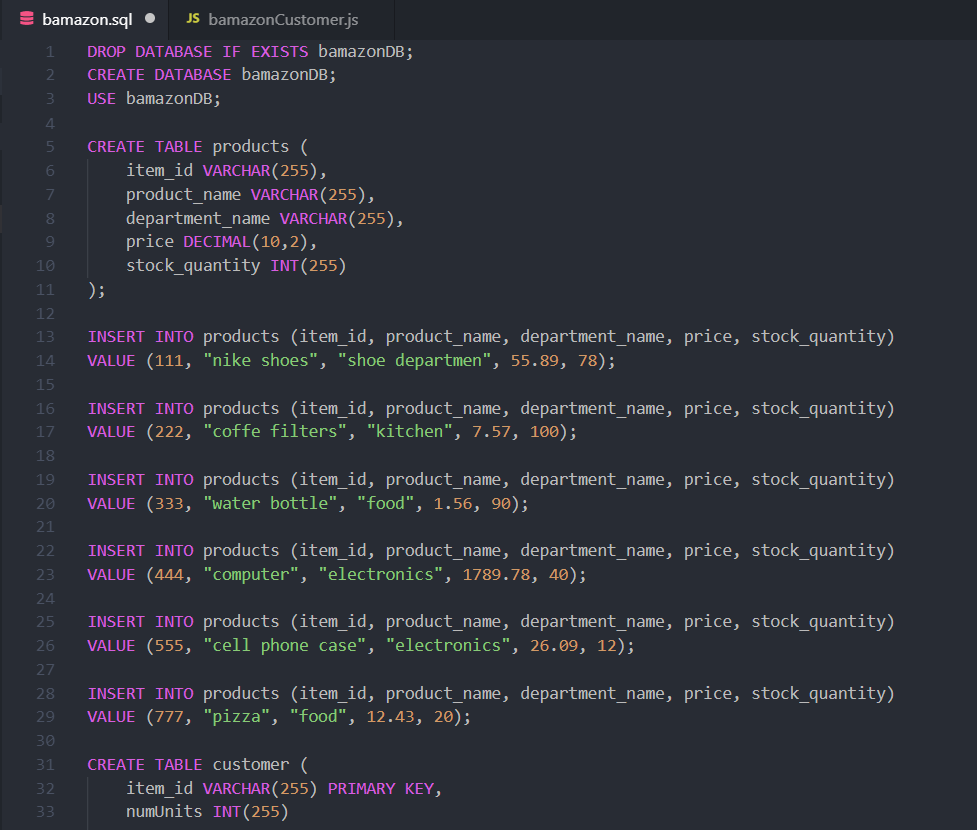 bamazon.sql
JS bamazonCustomer.js
1 DROP DATABASE IF EXISTS bamazonDB;
2 CREATE DATABASE bamazonDB;
3 USE bamazonDB;
4
5 CREATE TABLE products (
6     item_id VARCHAR(255),
7     product_name VARCHAR(255),
8     department_name VARCHAR(255),
9     price DECIMAL(10,2),
10     stock_quantity INT(255)
11 );
12
13 INSERT INTO products (item_id, product_name, department_name, price, stock_quantity)
14 VALUE (111, "nike shoes", "shoe departmen", 55.89, 78);
15
16 INSERT INTO products (item_id, product_name, department_name, price, stock_quantity)
17 VALUE (222, "coffe filters", "kitchen", 7.57, 100);
18
19 INSERT INTO products (item_id, product_name, department_name, price, stock_quantity)
20 VALUE (333, "water bottle", "food", 1.56, 90);
21
22 INSERT INTO products (item_id, product_name, department_name, price, stock_quantity)
23 VALUE (444, "computer", "electronics", 1789.78, 40);
24
25 INSERT INTO products (item_id, product_name, department_name, price, stock_quantity)
26 VALUE (555, "cell phone case", "electronics", 26.09, 12);
27
28 INSERT INTO products (item_id, product_name, department_name, price, stock_quantity)
29 VALUE (777, "pizza", "food", 12.43, 20);
30
31 CREATE TABLE customer (
32     item_id VARCHAR(255) PRIMARY KEY,
33     numUnits INT(255)